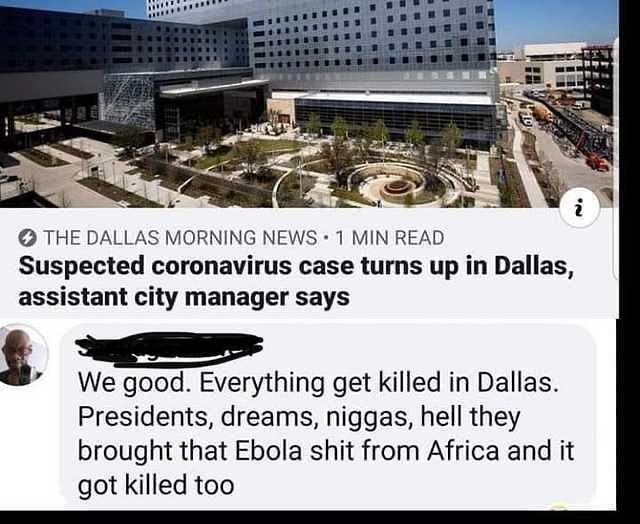 THE DALLAS MORNING NEWS • 1 MIN READ
Suspected coronavirus case turns up in Dallas,
assistant city manager says
We good. Everything get killed in Dallas.
Presidents, dreams, niggas, hell they
brought that Ebola shit from Africa and it
got killed too